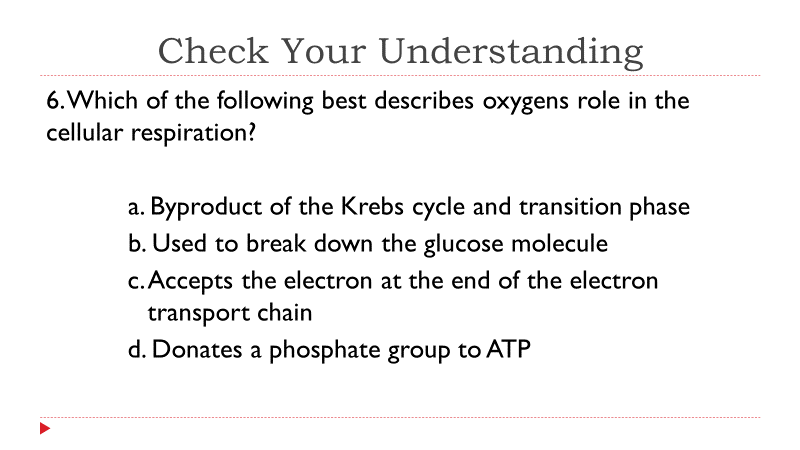 Check Your Understanding
6. Which of the following best describes oxygens role in the
cellular respiration?
a. Byproduct of the Krebs cycle and transition phase
b. Used to break down the glucose molecule
c. Accepts the electron at the end of the electron
transport chain
d. Donates a phosphate group to ATP